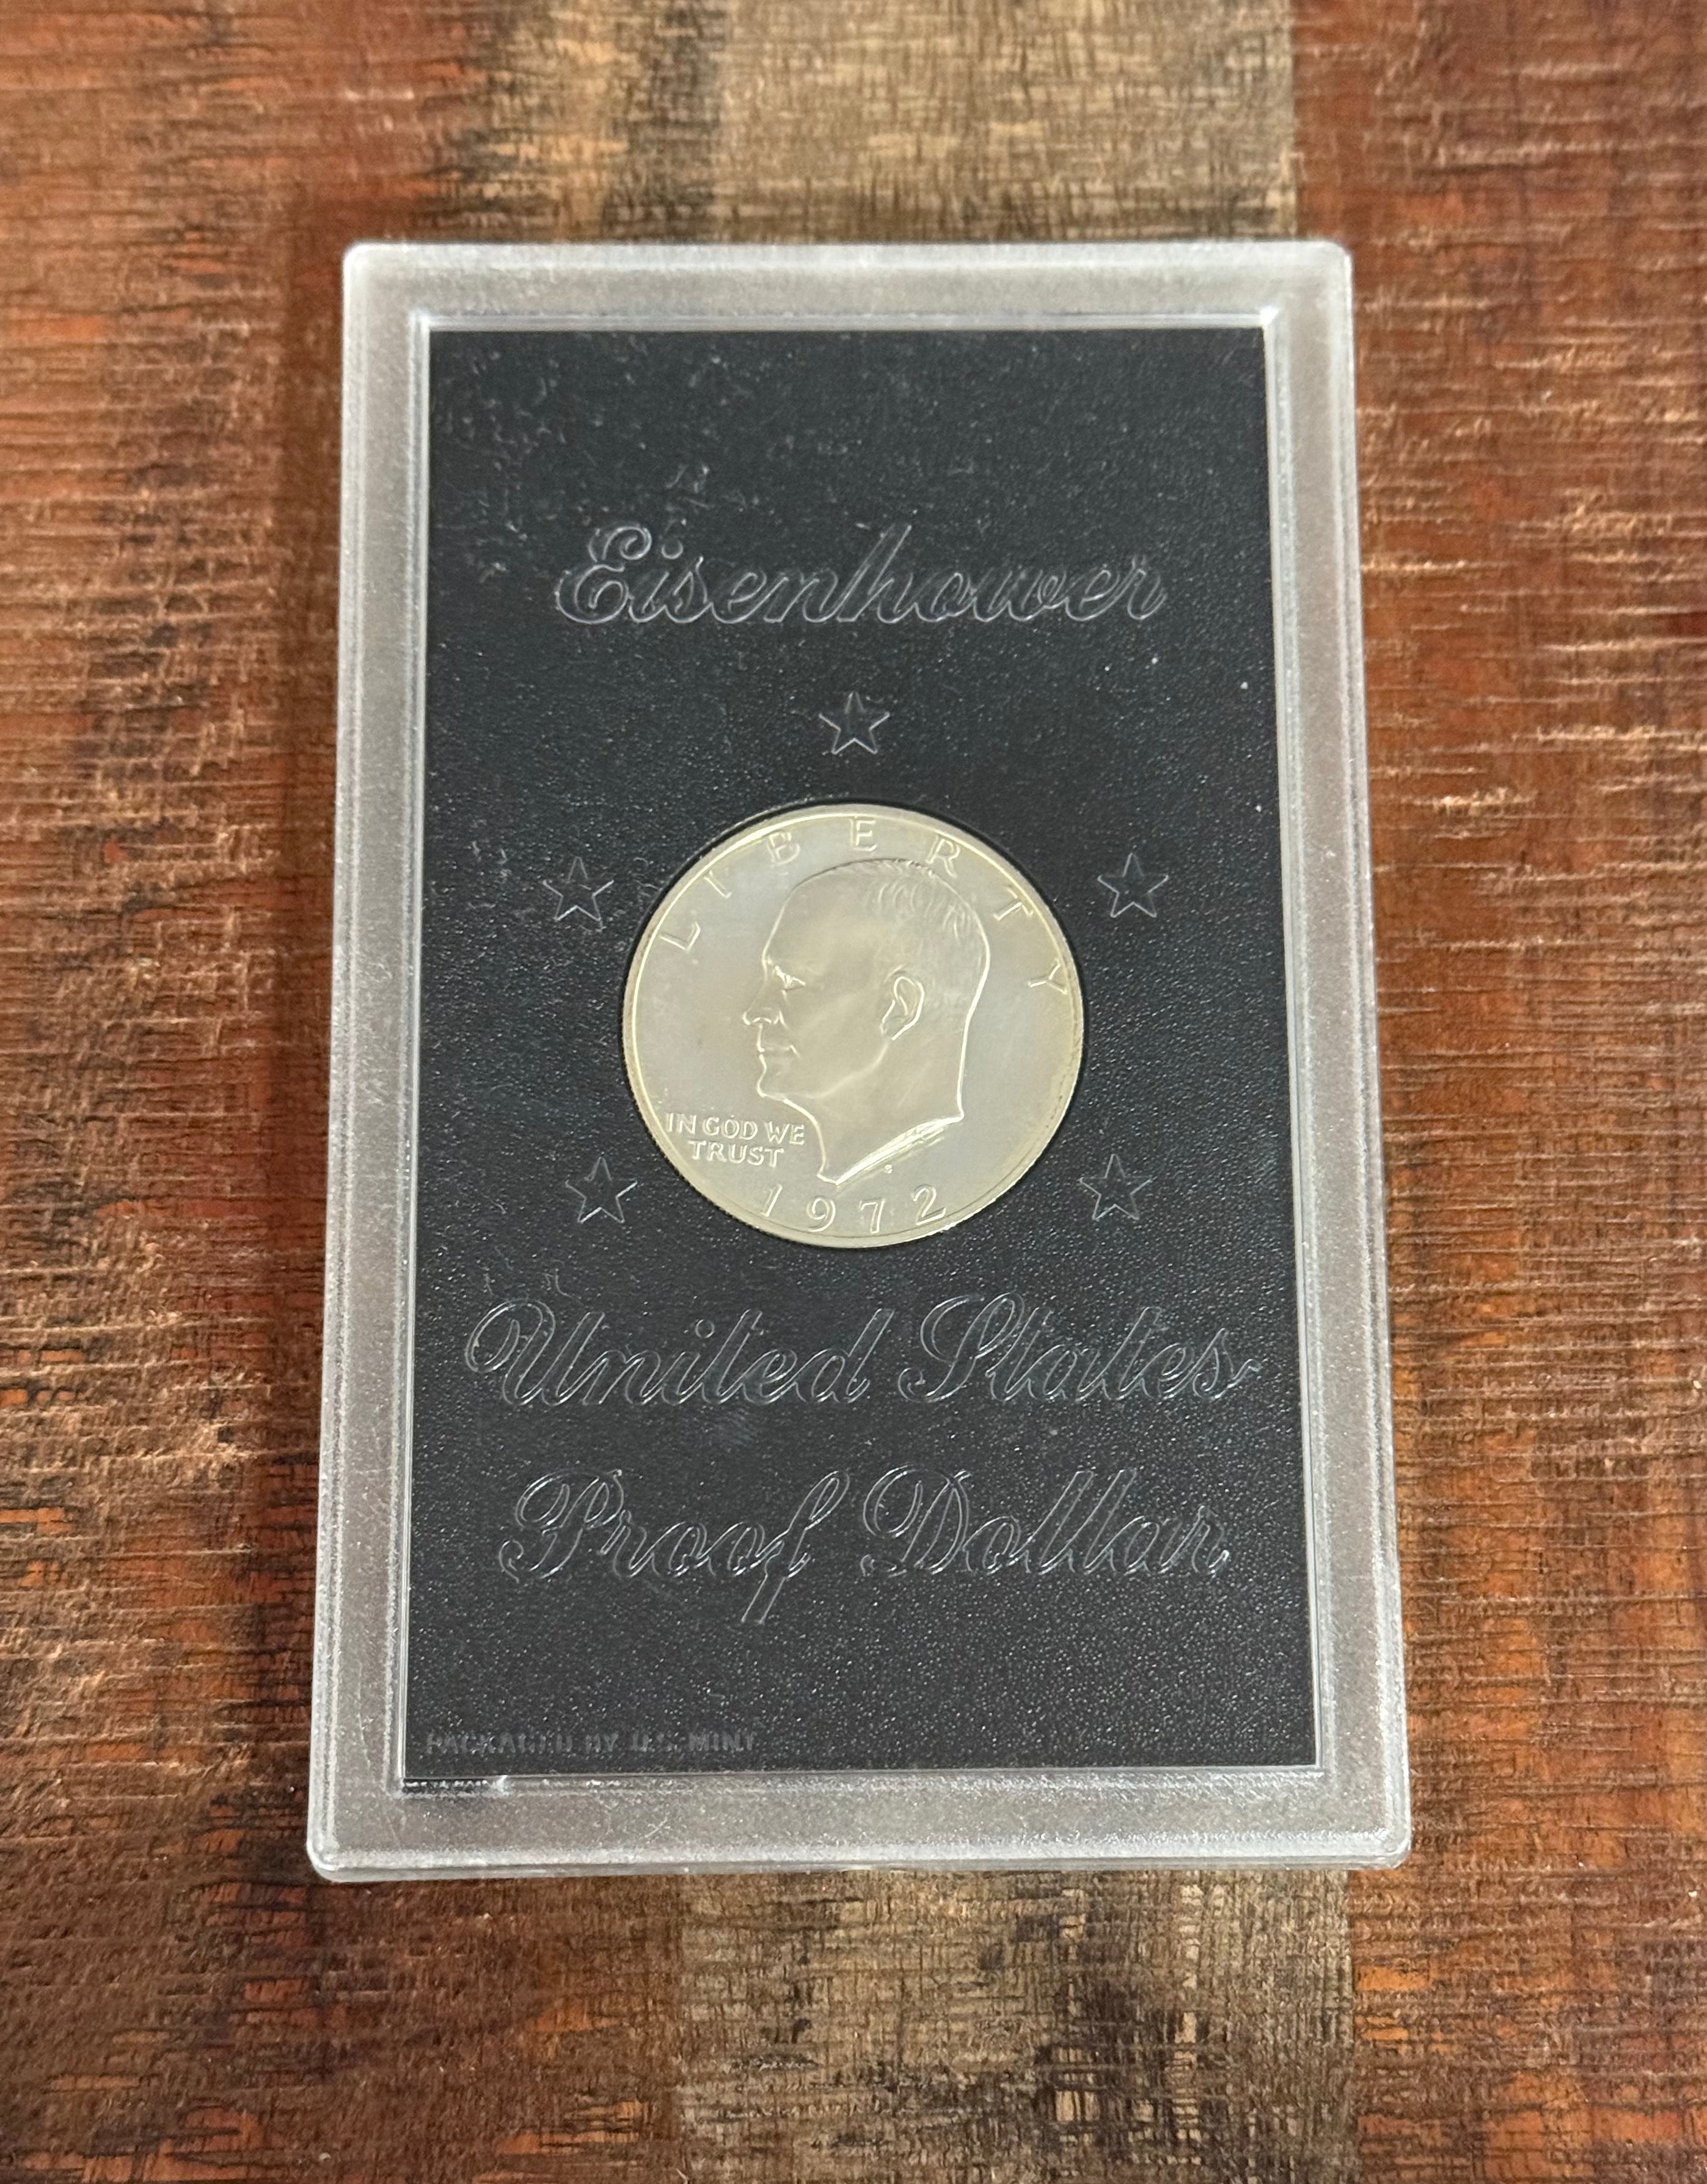 Eisenhower
LIBERTY
IN GOD WE
TRUST
S
1972
United States
Proof Dollar
PACKAGED BY U.S. MINT